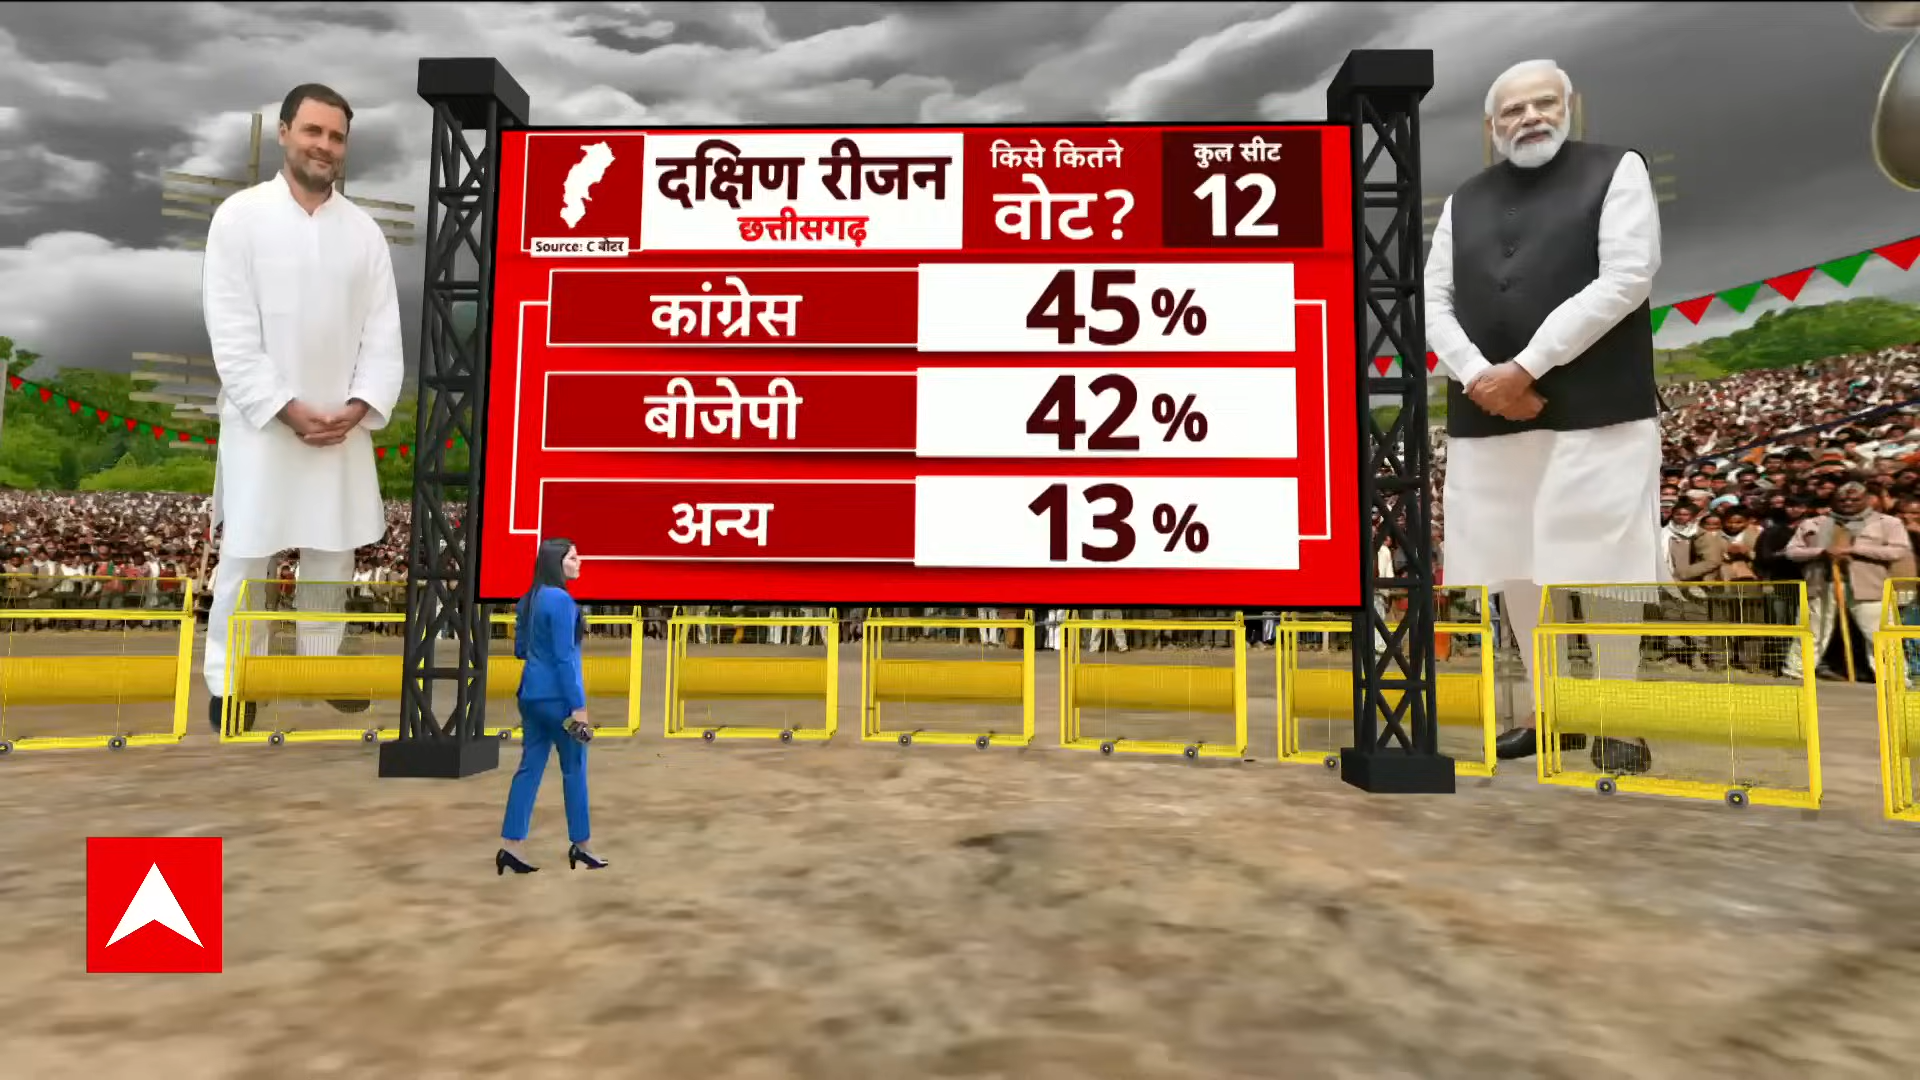 दक्षिण रीजन
छत्तीसगढ़
Source: C वोटर
किसे कितने
वोट?
कुल सीट
12
कांग्रेस 45%
बीजेपी 42%
अन्य 13%